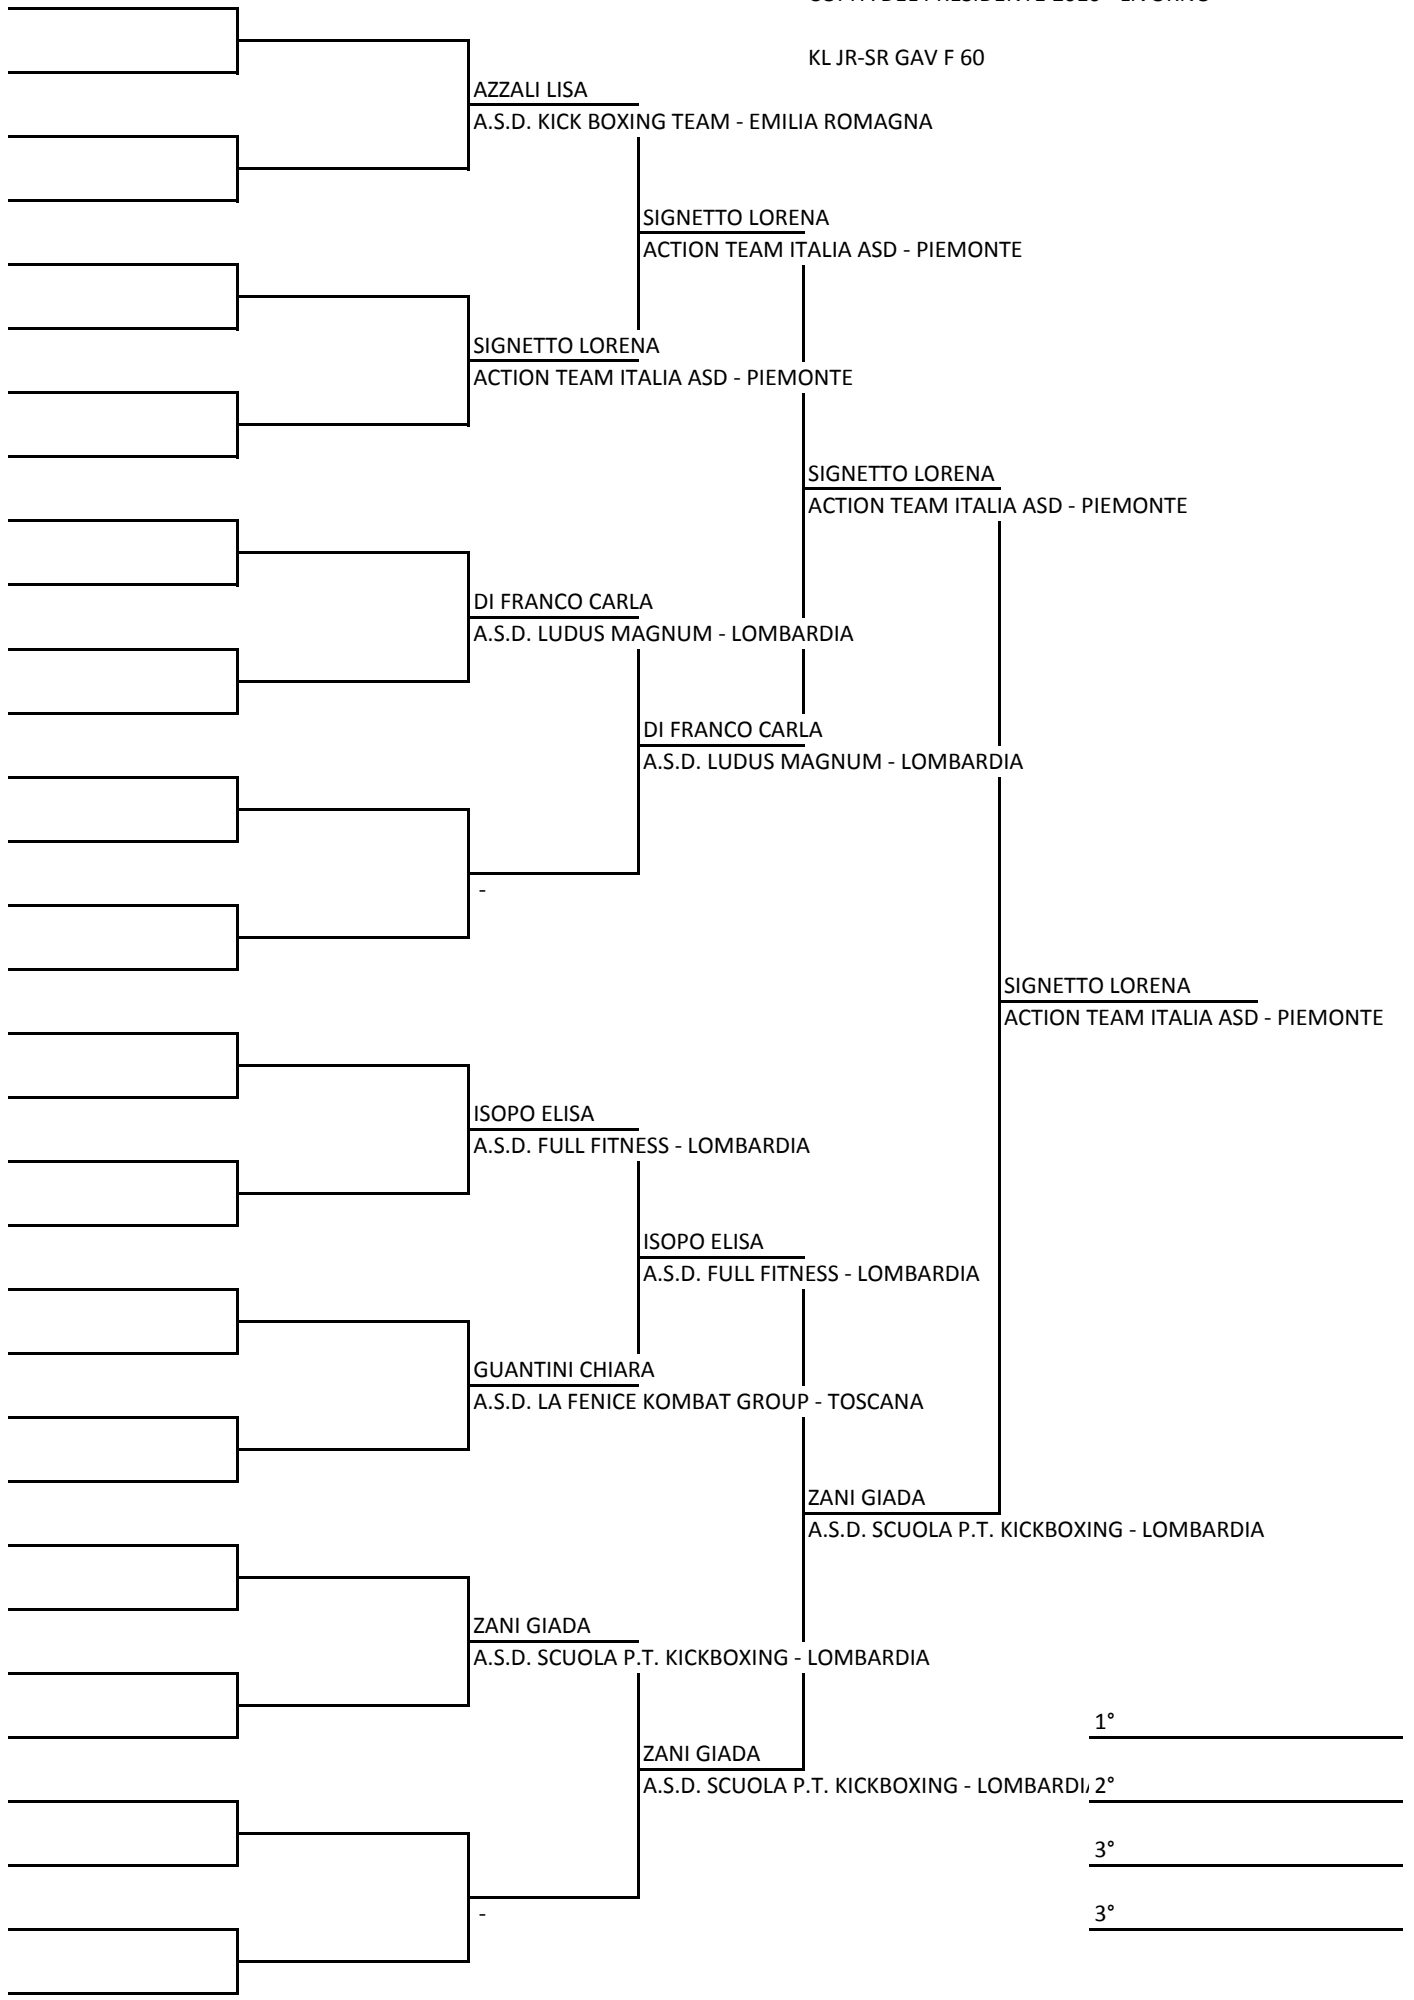 KL JR-SR GAV F 60
AZZALI LISA
A.S.D. KICK BOXING TEAM - EMILIA ROMAGNA
SIGNETTO LORENA
ACTION TEAM ITALIA ASD - PIEMONTE
SIGNETTO LORENA
ACTION TEAM ITALIA ASD - PIEMONTE
SIGNETTO LORENA
ACTION TEAM ITALIA ASD - PIEMONTE
DI FRANCO CARLA
A.S.D. LUDUS MAGNUM - LOMBARDIA
DI FRANCO CARLA
A.S.D. LUDUS MAGNUM - LOMBARDIA
-
SIGNETTO LORENA
ACTION TEAM ITALIA ASD - PIEMONTE
ISOPO ELISA
A.S.D. FULL FITNESS - LOMBARDIA
ISOPO ELISA
A.S.D. FULL FITNESS - LOMBARDIA
GUANTINI CHIARA
A.S.D. LA FENICE KOMBAT GROUP - TOSCANA
ZANI GIADA
A.S.D. SCUOLA P.T. KICKBOXING - LOMBARDIA
ZANI GIADA
A.S.D. SCUOLA P.T. KICKBOXING - LOMBARDIA
1°
ZANI GIADA
A.S.D. SCUOLA P.T. KICKBOXING - LOMBARDI
2°
3°
-
3°